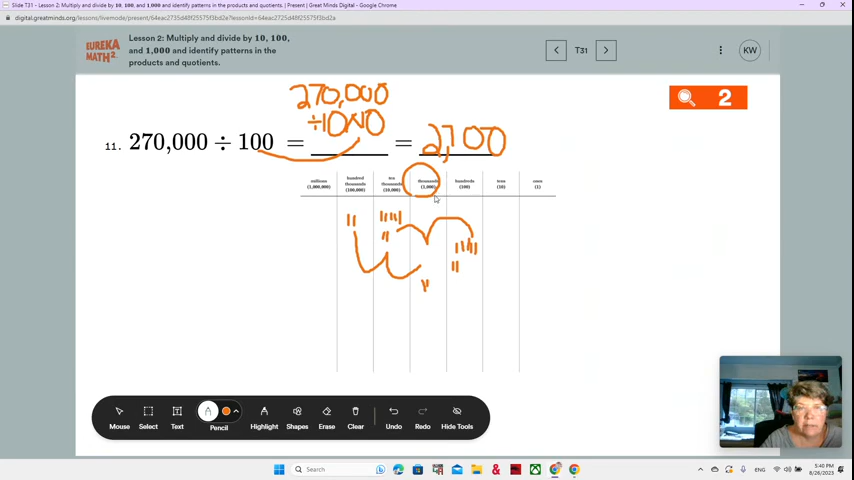 Slide T31 - Lesson 2: Multiply and divide by 10, 100, and 1,000 and identify patterns in the products and quotients. | Present | Great Minds Digital - Google Chrome
digital.greatminds.org/lessons/livemode/present/64eac2735d48f25575f3bd2a?lessonId=64eac2725d48f25575f3bd2a
EUREKA
MATH²
Lesson 2: Multiply and divide by 10, 100,
and 1,000 and identify patterns in the
products and quotients.
T31
KW
2
270,000
÷10×10
11. 270,000 ÷ 100 = = 2,700
millions
(1,000,000)
hundred
thousands
(100,000)
ten
thousands
(10,000)
thousands
(1,000)
hundreds
(100)
tens
(10)
ones
(1)
Mouse Select Text Pencil Highlight Shapes Erase Clear Undo Redo Hide Tools
Search
ENG
5:40 PM
8/26/2023